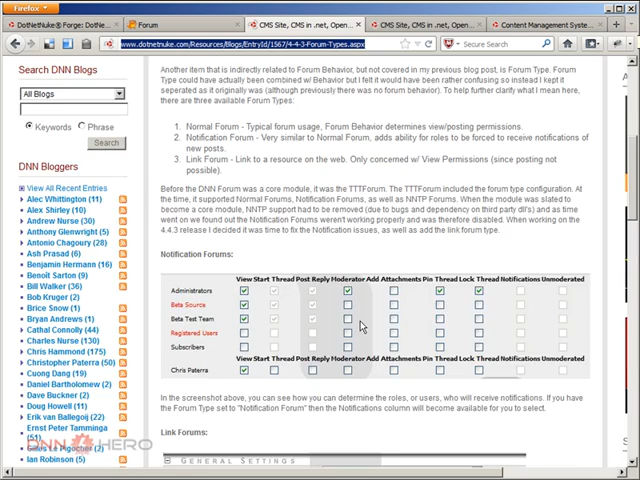 Firefox
DotNetNuke® Forge: DotNet...
Forum
CMS Site, CMS in .net, Open...
CMS Site, CMS in .net, Open...
Content Management Syste...
www.dotnetnuke.com/Resources/Blogs/EntryId/1567/4-4-3-Forum-Types.aspx
Secure Search
McAfee
Search DNN Blogs
All Blogs
Keywords Phrase
Search
DNN Bloggers
View All Recent Entries
Alec Whittington (11)
Alex Shirley (10)
Andrew Nurse (30)
Anthony Glenwright (5)
Antonio Chagoury (28)
Ash Prasad (6)
Benjamin Hermann (16)
Benoît Sartor (9)
Bill Walker (36)
Bob Kruger (2)
Brice Snow (1)
Bryan Andrews (1)
Cathal Connolly (44)
Charles Nurse (130)
Chris Hammond (175)
Christopher Paterra (50)
Cuong Dang (19)
Daniel Bartholomew (7)
Dave Buckner (2)
Doug Howell (11)
Erik van Ballegoij (22)
Ernst Peter Tamminga
(51)
Gilles Le Pigocher (2)
Ian Robinson (5)
DNN HERO
Another item that is indirectly related to Forum Behavior, but not covered in my previous blog post, is Forum Type. Forum
Type could have actually been combined w/ Behavior but I felt it would have been rather confusing so instead I kept it
seperated as it originally was (although previously there was no forum behavior). To help further clarify what I mean here,
there are three available Forum Types:
1. Normal Forum - Typical forum usage, Forum Behavior determines view/posting permissions.
2. Notification Forum - Very similar to Normal Forum, adds ability for roles to be forced to receive notifications of
new posts.
3. Link Forum - Link to a resource on the web. Only concerned w/ View Permissions (since posting not
possible).
Before the DNN Forum was a core module, it was the TTTForum. The TTTForum included the forum type configuration. At
the time, it supported Normal Forums, Notification Forums, as well as NNTP Forums. When the module was slated to
become a core module, NNTP support had to be removed (due to bugs and dependency on third party dll's) and as time
went on we found out the Notification Forums weren't working properly and was therefore disabled. When working on the
4.4.3 release I decided it was time to fix the Notification issues, as well as add the link forum type.
Notification Forums:
View Start Thread Post Reply Moderator Add Attachments Pin Thread Lock Thread Notifications Unmoderated
Administrators
Beta Source
Beta Test Team
Registered Users
Subscribers
View Start Thread Post Reply Moderator Add Attachments Pin Thread Lock Thread Notifications Unmoderated
Chris Paterra
In the screenshot above, you can see how you can determine the roles, or users, who will receive notifications. If you have
the Forum Type set to "Notification Forum" then the Notifications column will become available for you to select.
Link Forums:
General Settings